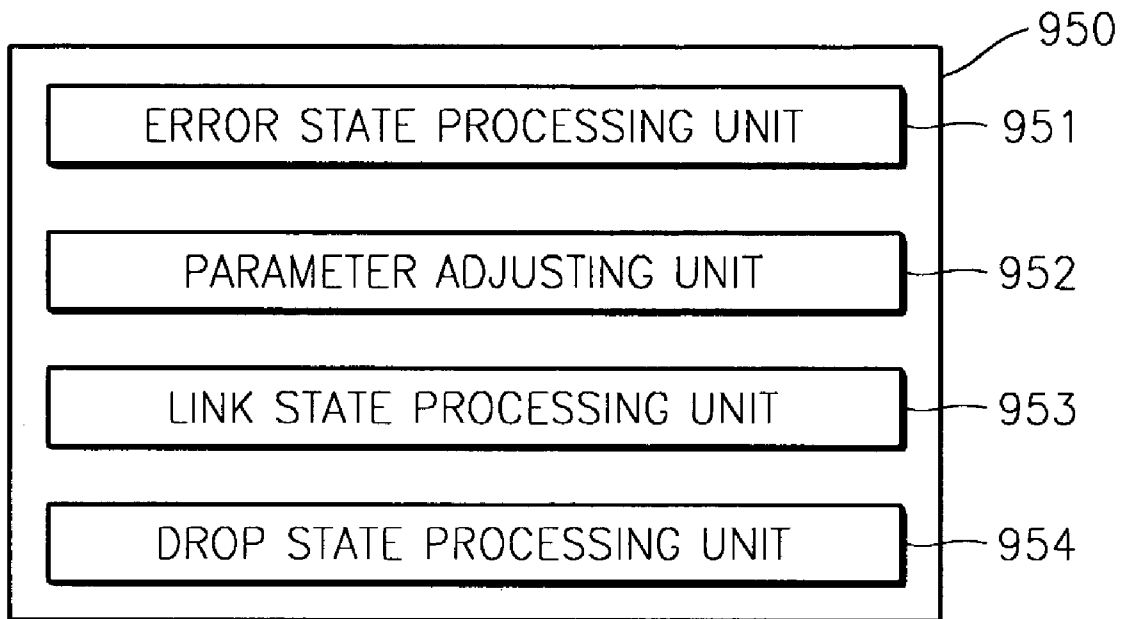 950
ERROR STATE PROCESSING UNIT 951
PARAMETER ADJUSTING UNIT 952
LINK STATE PROCESSING UNIT 953
DROP STATE PROCESSING UNIT 954